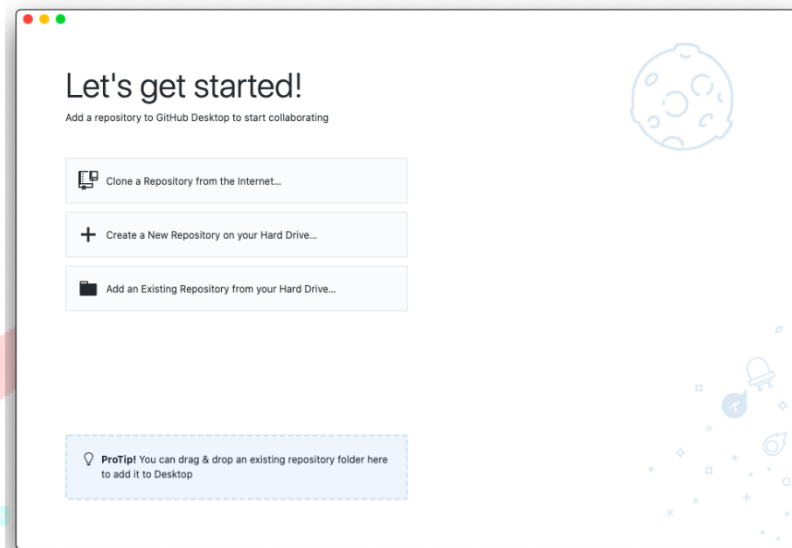 Let's get started!
Add a repository to GitHub Desktop to start collaborating
Clone a Repository from the Internet...
Create a New Repository on your Hard Drive...
Add an Existing Repository from your Hard Drive...
ProTip! You can drag & drop an existing repository folder here
to add it to Desktop